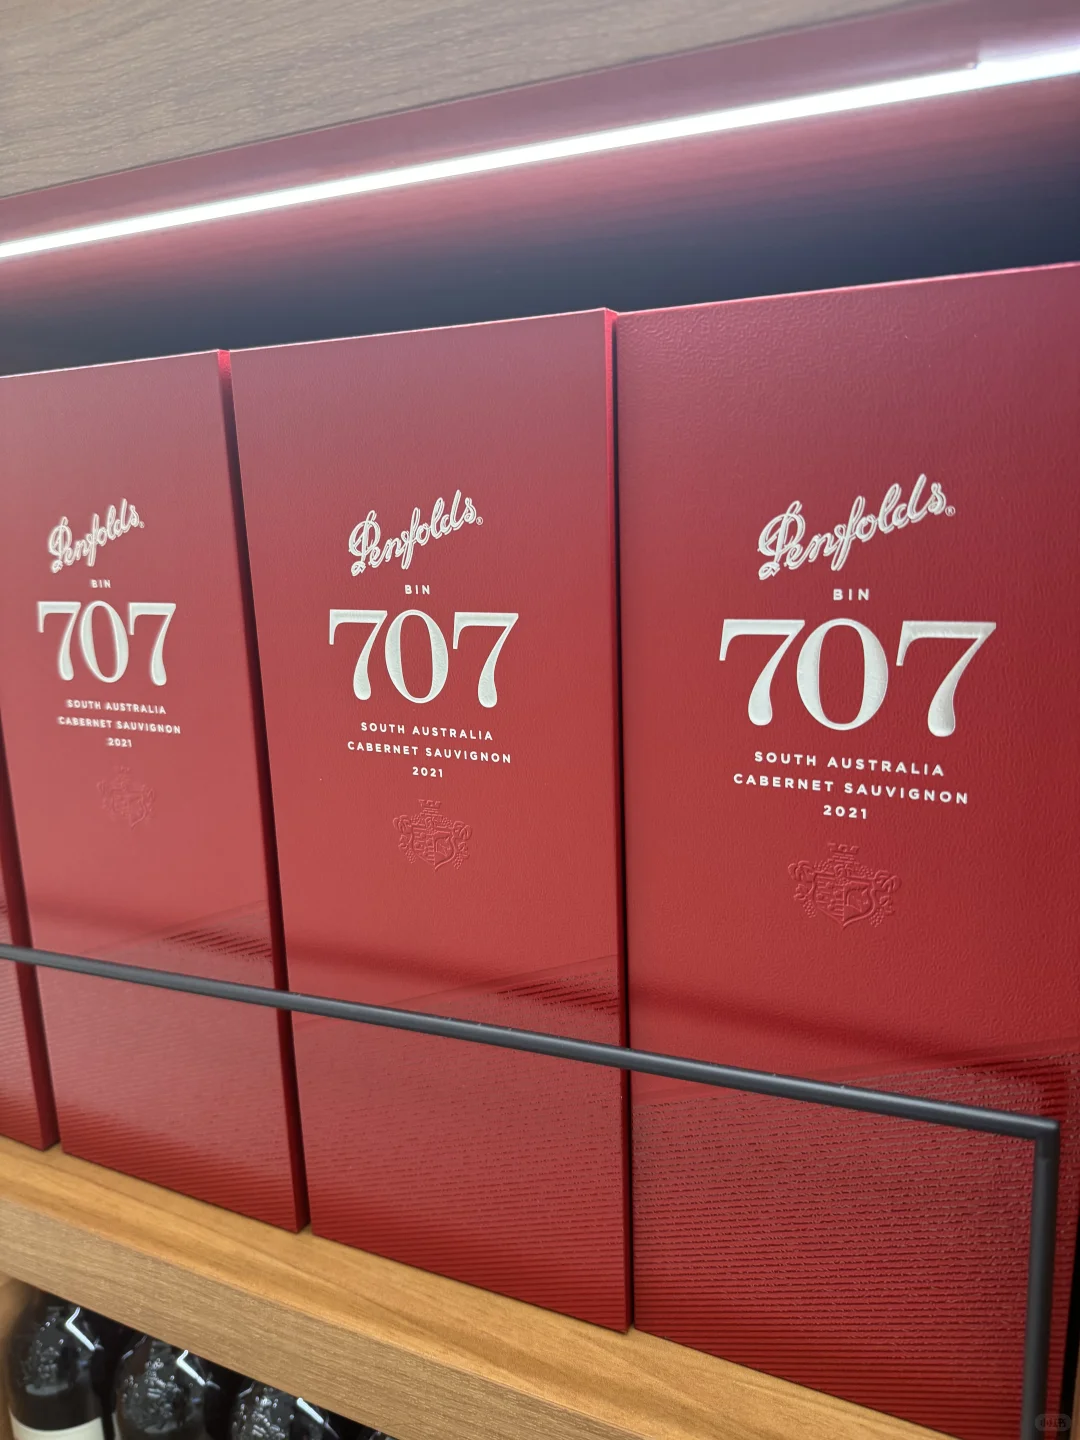 Penfolds®
BIN
707
SOUTH AUSTRALIA
CABERNET SAUVIGNON
2021
Penfolds®
BIN
707
SOUTH AUSTRALIA
CABERNET SAUVIGNON
2021
Penfolds®
BIN
707
SOUTH AUSTRALIA
CABERNET SAUVIGNON
2021